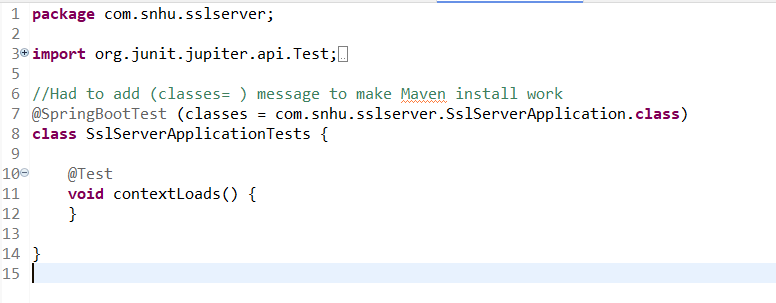 1 package com.snhu.sslserver;
2
3 import org.junit.jupiter.api.Test;
5
6 //Had to add (classes= ) message to make Maven install work
7 @SpringBootTest (classes = com.snhu.sslserver.SslServerApplication.class)
8 class SslServerApplicationTests {
9
10 @Test
11 void contextLoads() {
12 }
13
14 }
15